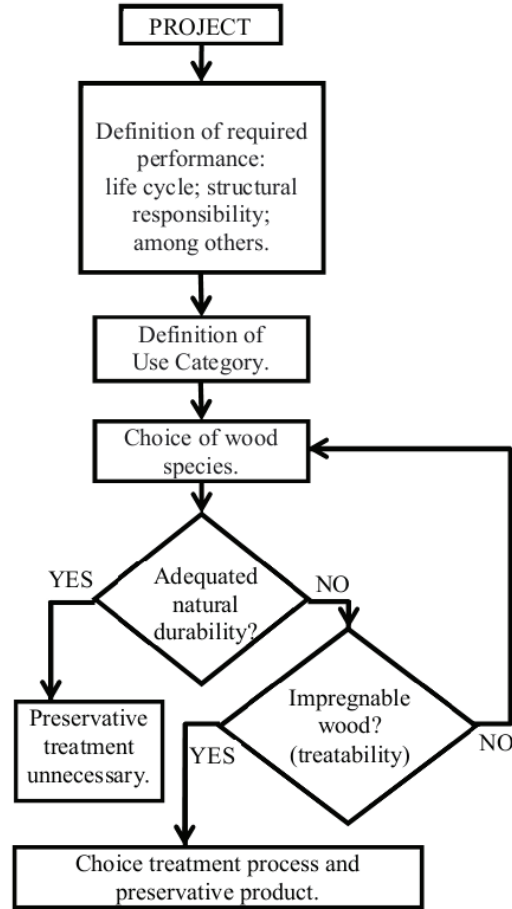 PROJECT
Definition of required
performance:
life cycle; structural
responsibility;
among others.
Definition of
Use Category.
Choice of wood
species.
YES
Adequated
natural
durability?
NO
Preservative
treatment
unnecessary.
Impregnable
wood?
(treatability)
YES
NO
Choice treatment process and
preservative product.